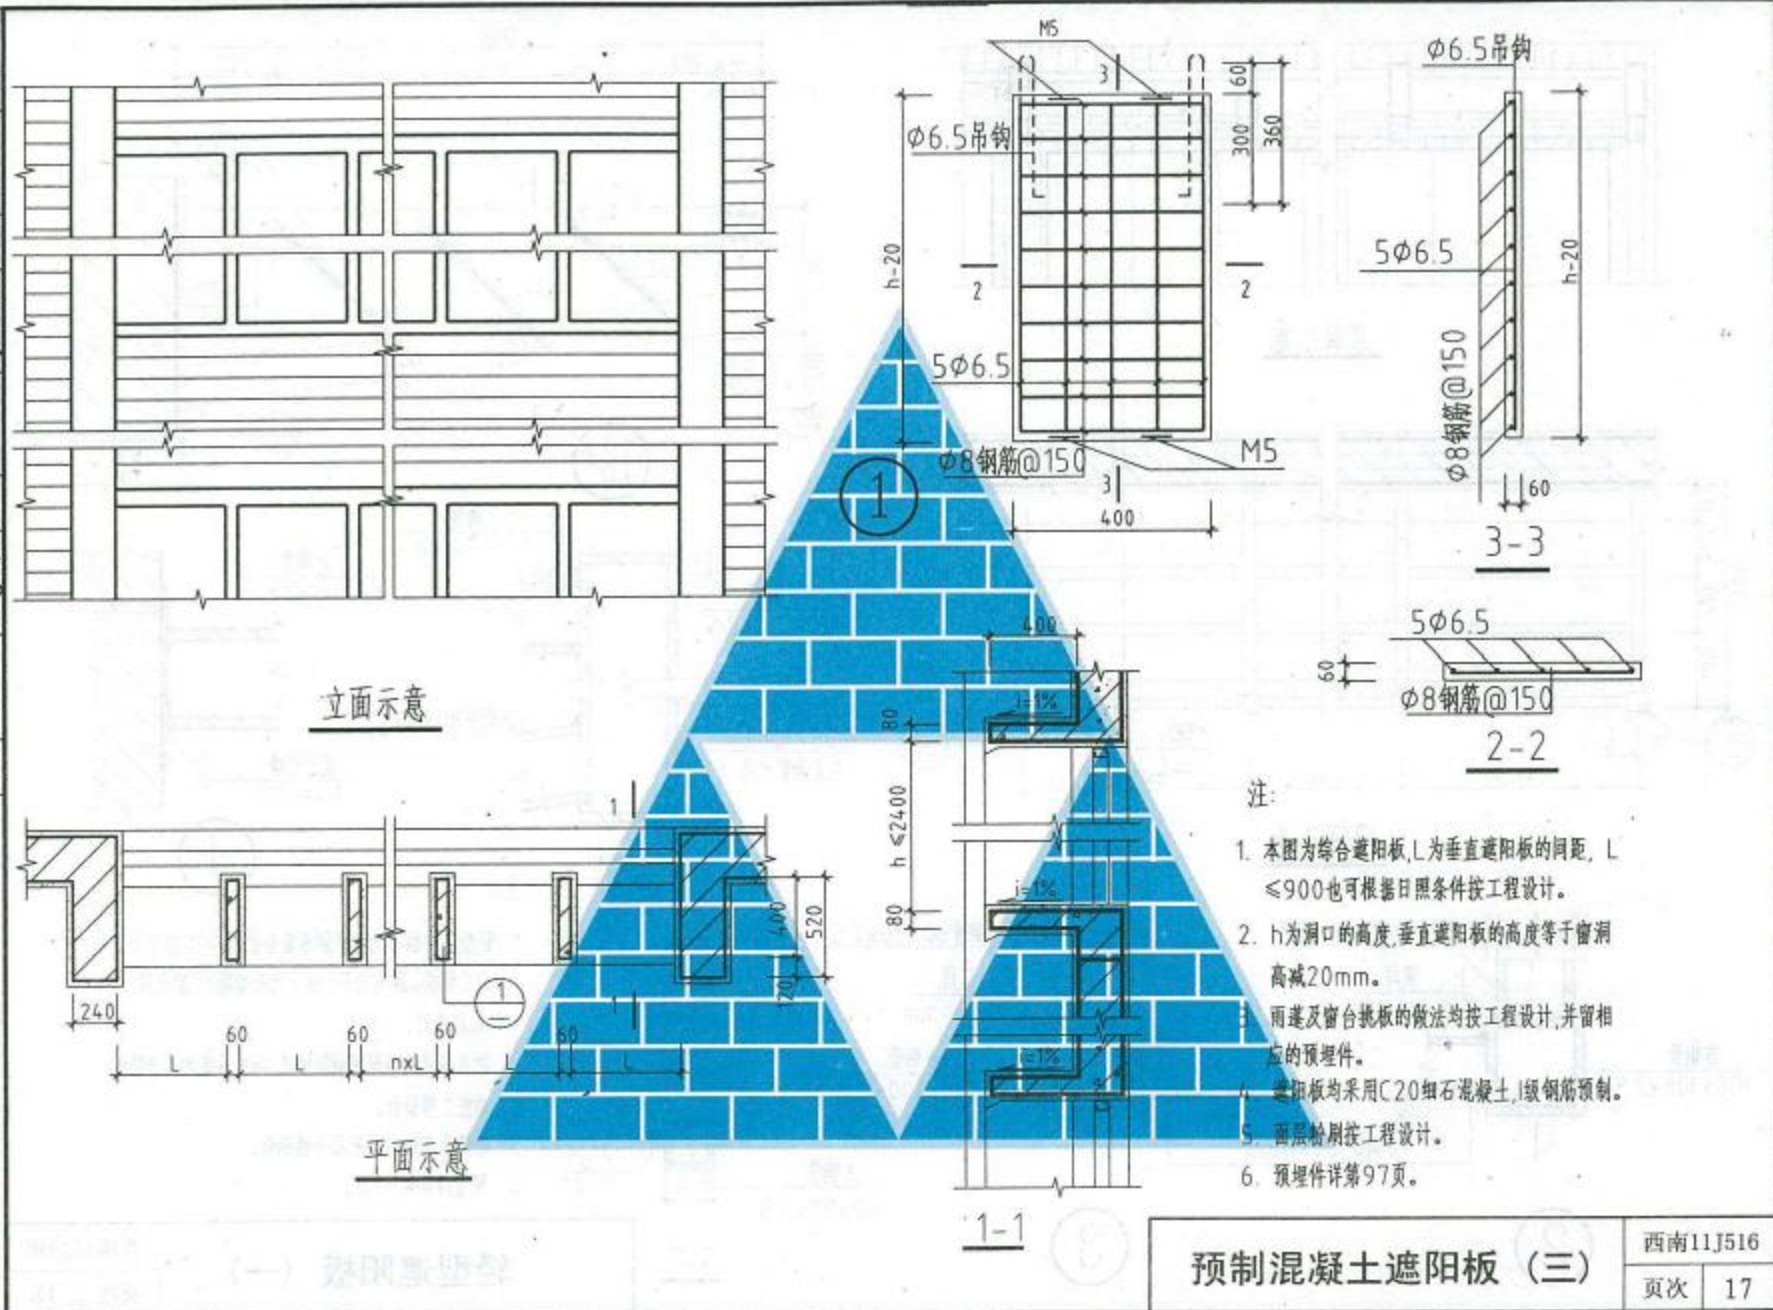 M5
3
60
300
360
φ6.5吊钩
h-20
2
2
5φ6.5
φ8钢筋@150
M5
3
400
1
φ6.5吊钩
5φ6.5
h-20
φ8钢筋@150
60
3-3
5φ6.5
60
φ8钢筋@150
2-2
立面示意
1
400
520
120
240
1
1
60
60
60
60
L
L
nxL
L
L
平面示意
400
i=1%
80
h≤2400
i=1%
80
i=1%
1-1
注:
1. 本图为综合遮阳板,L为垂直遮阳板的间距, L
≤900也可根据日照条件按工程设计。
2. h为洞口的高度,垂直遮阳板的高度等于窗洞
高减20mm。
3. 雨蓬及窗台挑板的做法均按工程设计,并留相
应的预埋件。
4. 遮阳板均采用C20细石混凝土,I级钢筋预制。
5. 面层粉刷按工程设计。
6. 预埋件详第97页。
预制混凝土遮阳板 (三)
西南11J516
页次 17